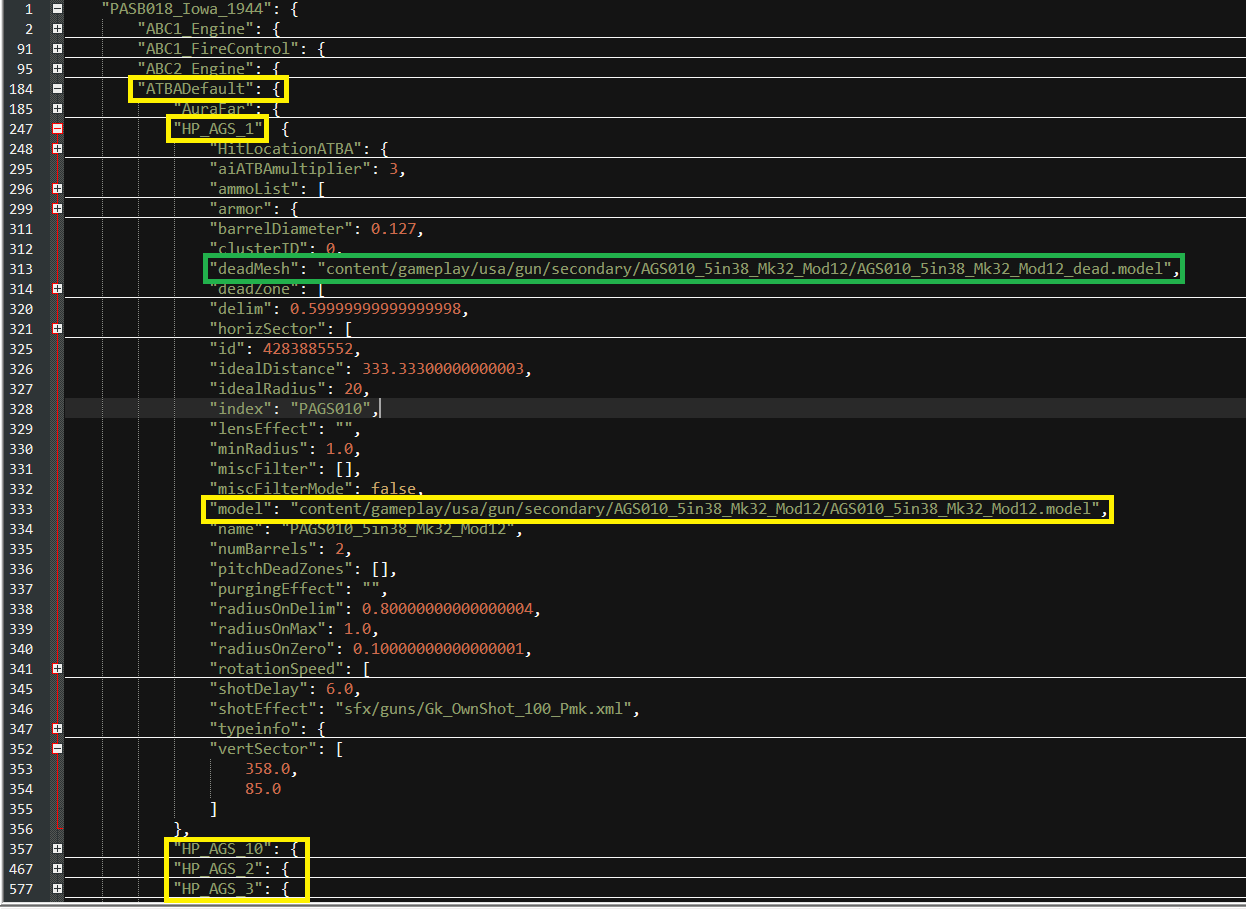 1 "PASB018_Iowa_1944": {
2 "ABC1_Engine": {
91 "ABC1_FireControl": {
95 "ABC2_Engine": {
184 "ATBADefault": {
185 "AuraFar": {
247 "HP_AGS_1": {
248 "HitLocationATBA": {
295 "aiATBAmultiplier": 3,
296 "ammoList": [
299 "armor": {
311 "barrelDiameter": 0.127,
312 "clusterID": 0,
313 "deadMesh": "content/gameplay/usa/gun/secondary/AGS010_5in38_Mk32_Mod12/AGS010_5in38_Mk32_Mod12_dead.model",
314 "deadZone": [
320 "delim": 0.59999999999999998,
321 "horizSector": [
325 "id": 4283885552,
326 "idealDistance": 333.33300000000003,
327 "idealRadius": 20,
328 "index": "PAGS010",
329 "lensEffect": "",
330 "minRadius": 1.0,
331 "miscFilter": [],
332 "miscFilterMode": false,
333 "model": "content/gameplay/usa/gun/secondary/AGS010_5in38_Mk32_Mod12/AGS010_5in38_Mk32_Mod12.model",
334 "name": "PAGS010_5in38_Mk32_Mod12",
335 "numBarrels": 2,
336 "pitchDeadZones": [],
337 "purgingEffect": "",
338 "radiusOnDelim": 0.80000000000000004,
339 "radiusOnMax": 1.0,
340 "radiusOnZero": 0.10000000000000001,
341 "rotationSpeed": [
345 "shotDelay": 6.0,
346 "shotEffect": "sfx/guns/Gk_OwnShot_100_Pmk.xml",
347 "typeinfo": {
352 "vertSector": [
353 358.0,
354 85.0
355 ]
356 },
357 "HP_AGS_10": {
467 "HP_AGS_2": {
577 "HP_AGS_3": {